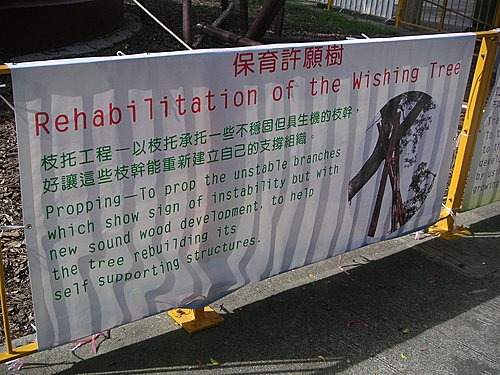 保育許願樹
Rehabilitation of the Wishing Tree
枝托工程－以枝托承托一些不穩固但具生機的枝幹，
好讓這些枝幹能重新建立自己的支撐組織。
Propping—To prop the unstable branches
which show sign of instability but with
new sound wood development, to help
the tree rebuilding its
self supporting structures.